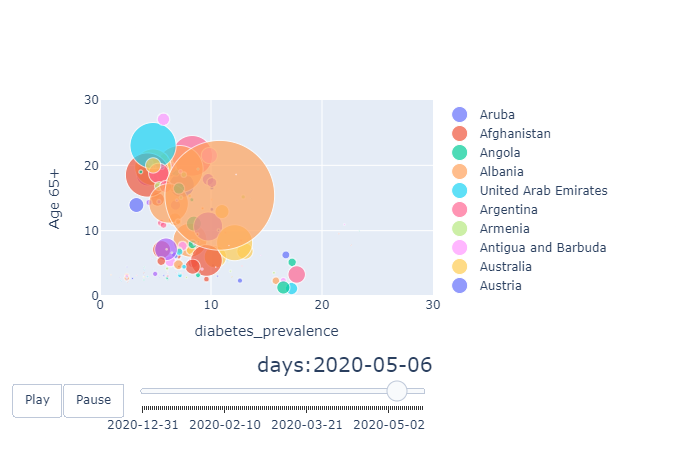 30
20
10
0
0 10 20 30
Age 65+
diabetes_prevalence
Aruba
Afghanistan
Angola
Albania
United Arab Emirates
Argentina
Armenia
Antigua and Barbuda
Australia
Austria
days:2020-05-06
Play Pause
2020-12-31 2020-02-10 2020-03-21 2020-05-02